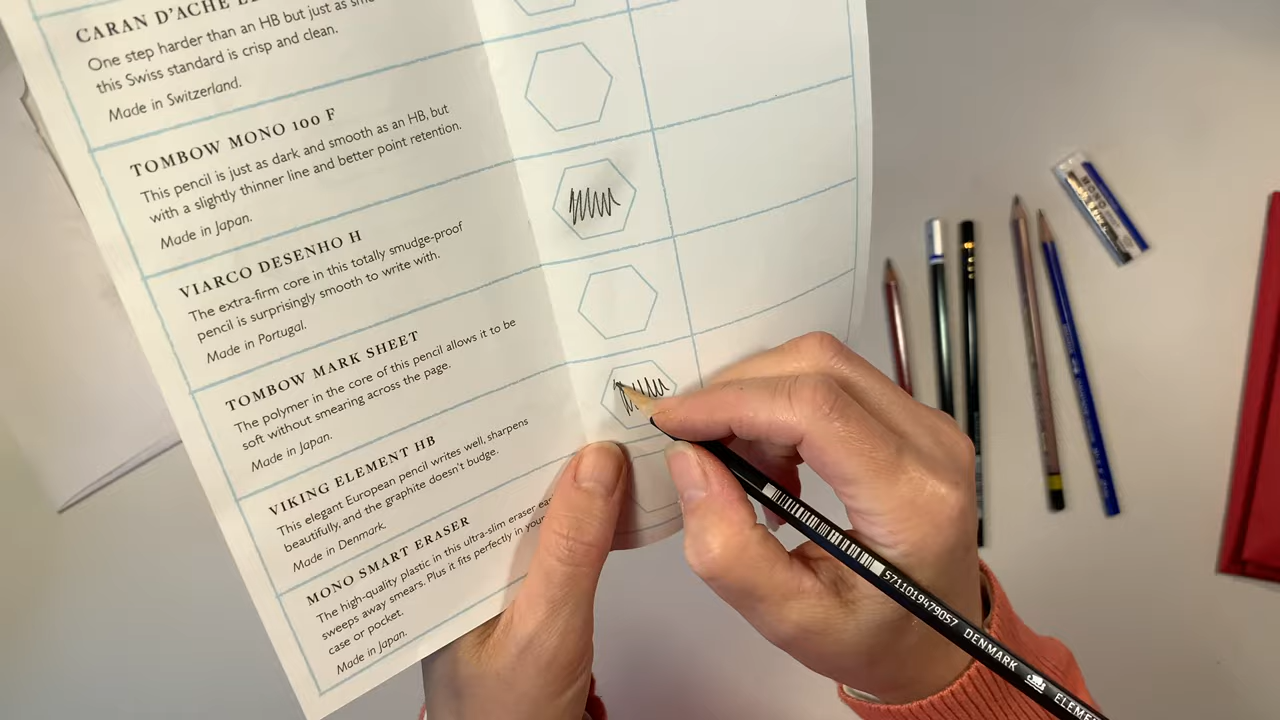 CARAN D'ACHE
One step harder than an HB but just as
this Swiss standard is crisp and clean.
Made in Switzerland.
TOMBOW MONO 100 F
This pencil is just as dark and smooth as an HB, but
with a slightly thinner line and better point retention.
Made in Japan.
VIARCO DESENHO H
The extra-firm core in this totally smudge-proof
pencil is surprisingly smooth to write with.
Made in Portugal.
TOMBOW MARK SHEET
The polymer in the core of this pencil allows it to be
soft without smearing across the page.
Made in Japan.
VIKING ELEMENT HB
This elegant European pencil writes well, sharpens
beautifully, and the graphite doesn't budge.
Made in Denmark.
MONO SMART ERASER
The high-quality plastic in this ultra-slim eraser
sweeps away smears. Plus it fits perfectly in
case or pocket.
Made in Japan.
5711019479057 DENMARK
MONO